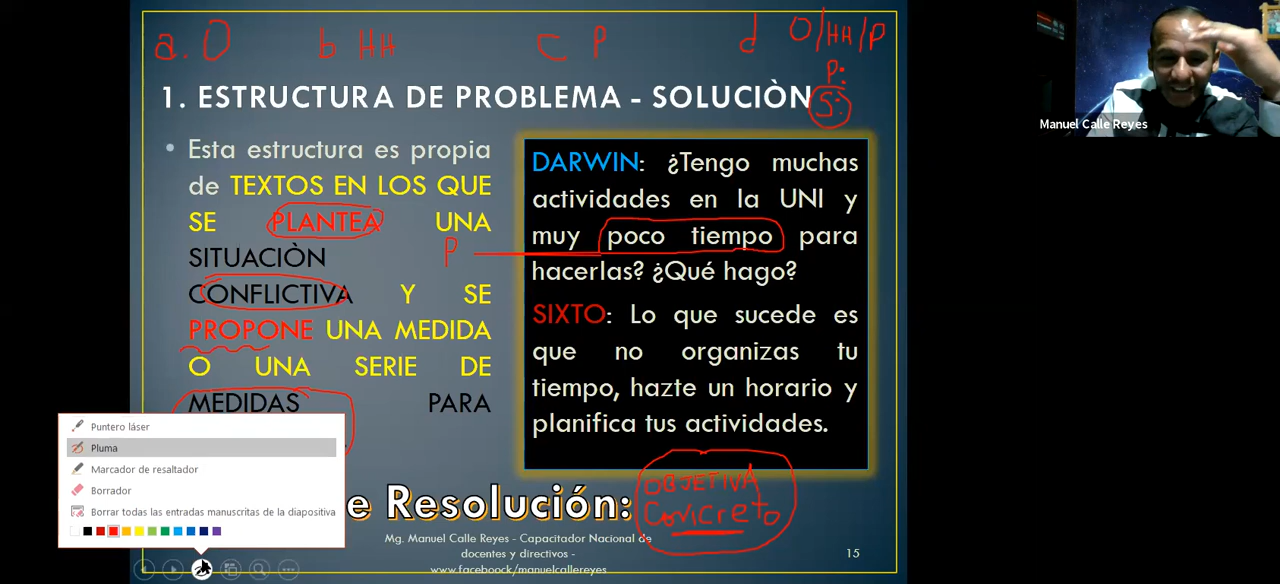 a. O b HH c P d O/HH/P
P:
S:
1. ESTRUCTURA DE PROBLEMA - SOLUCIÒN
Esta estructura es propia
de TEXTOS EN LOS QUE
SE PLANTEA UNA
SITUACIÒN
P
CONFLICTIVA Y SE
PROPONE UNA MEDIDA
O UNA SERIE DE
MEDIDAS PARA
DARWIN: ¿Tengo muchas
actividades en la UNI y
muy poco tiempo para
hacerlas? ¿Qué hago?
SIXTO: Lo que sucede es
que no organizas tu
tiempo, hazte un horario y
planifica tus actividades.
e Resolución:
OBJETIVA
Concreto
Mg. Manuel Calle Reyes - Capacitador Nacional de
docentes y directivos -
www.faceboock/manuelcallereyes
15
Puntero láser
Pluma
Marcador de resaltador
Borrador
Borrar todas las entradas manuscritas de la diapositiva
Manuel Calle Reyes